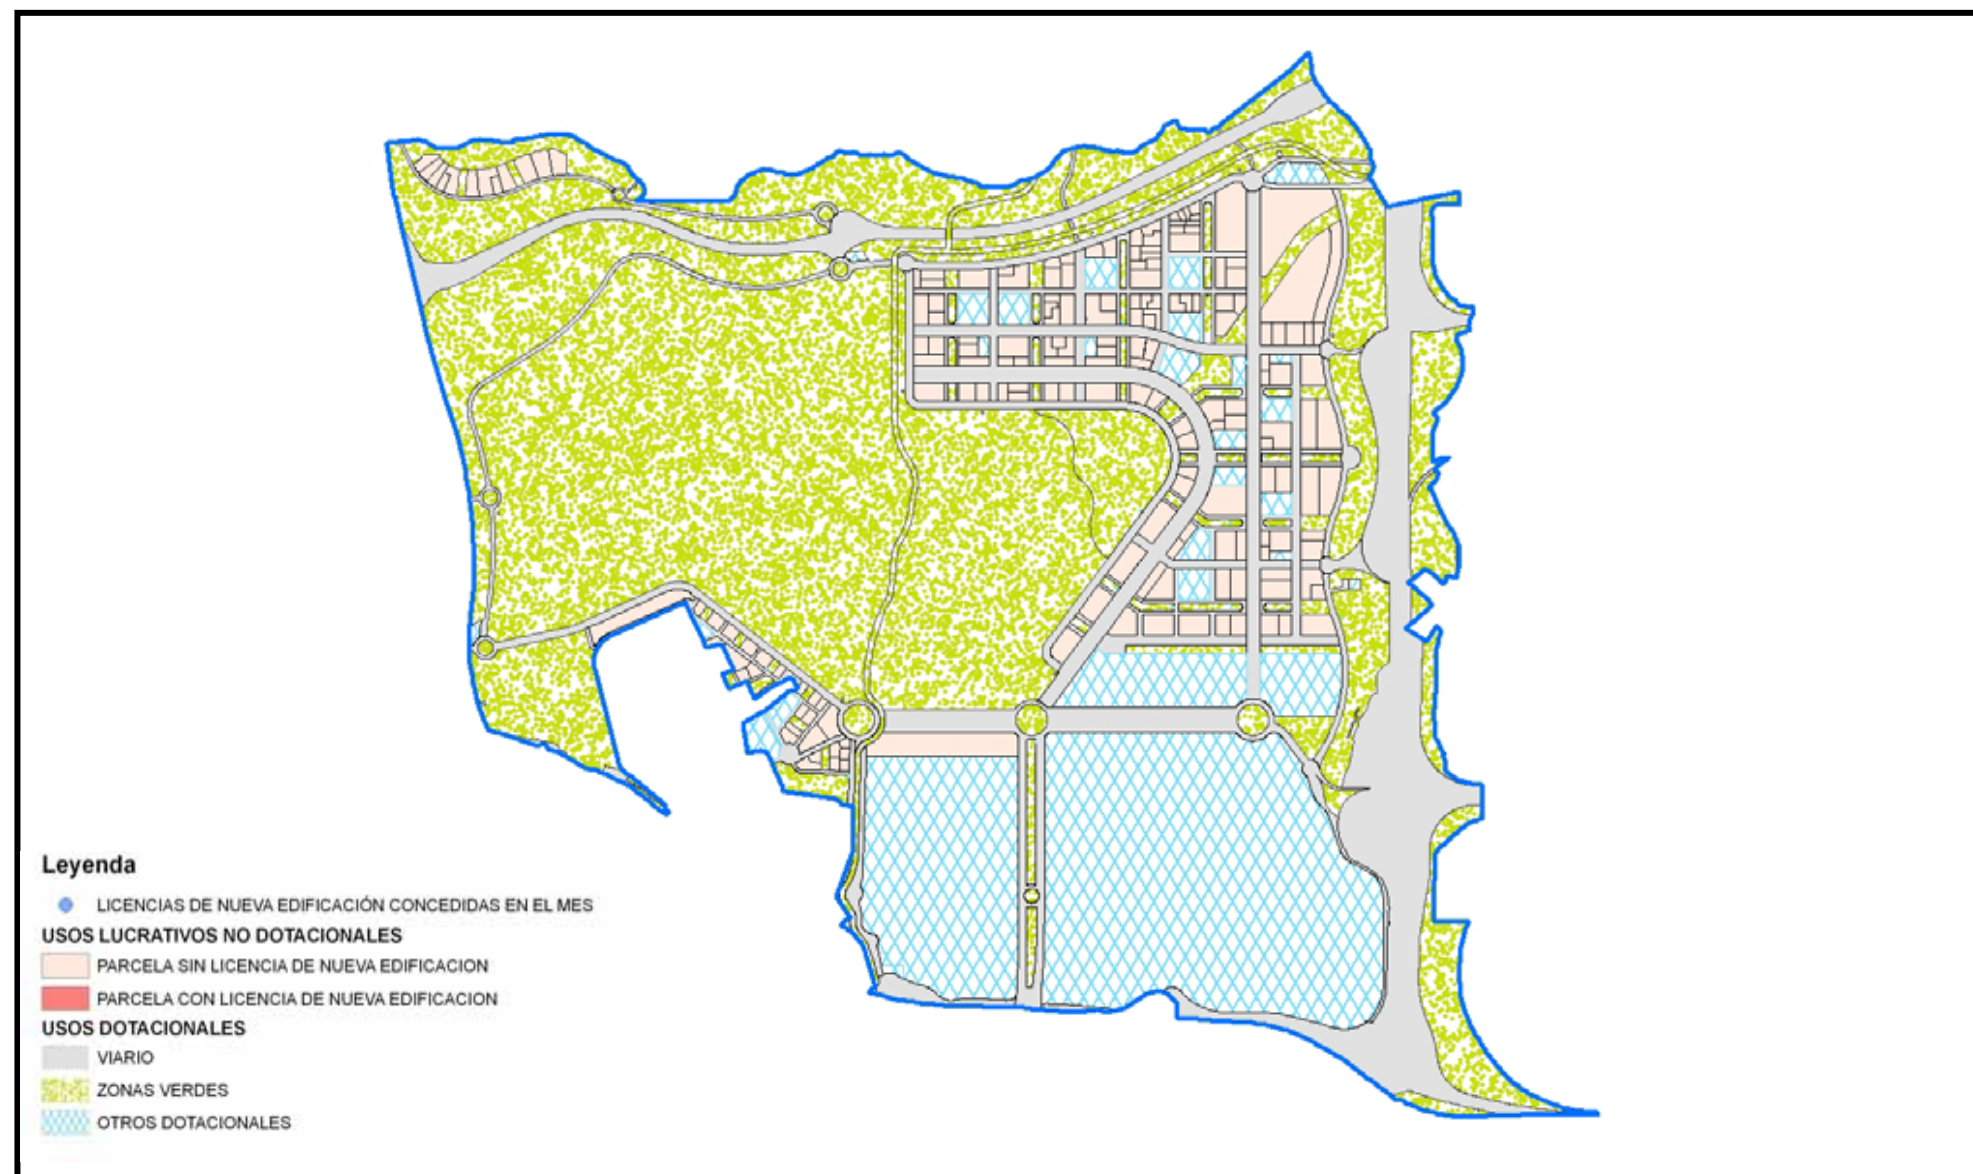 Leyenda
LICENCIAS DE NUEVA EDIFICACIÓN CONCEDIDAS EN EL MES
USOS LUCRATIVOS NO DOTACIONALES
PARCELA SIN LICENCIA DE NUEVA EDIFICACION
PARCELA CON LICENCIA DE NUEVA EDIFICACION
USOS DOTACIONALES
VIARIO
ZONAS VERDES
OTROS DOTACIONALES